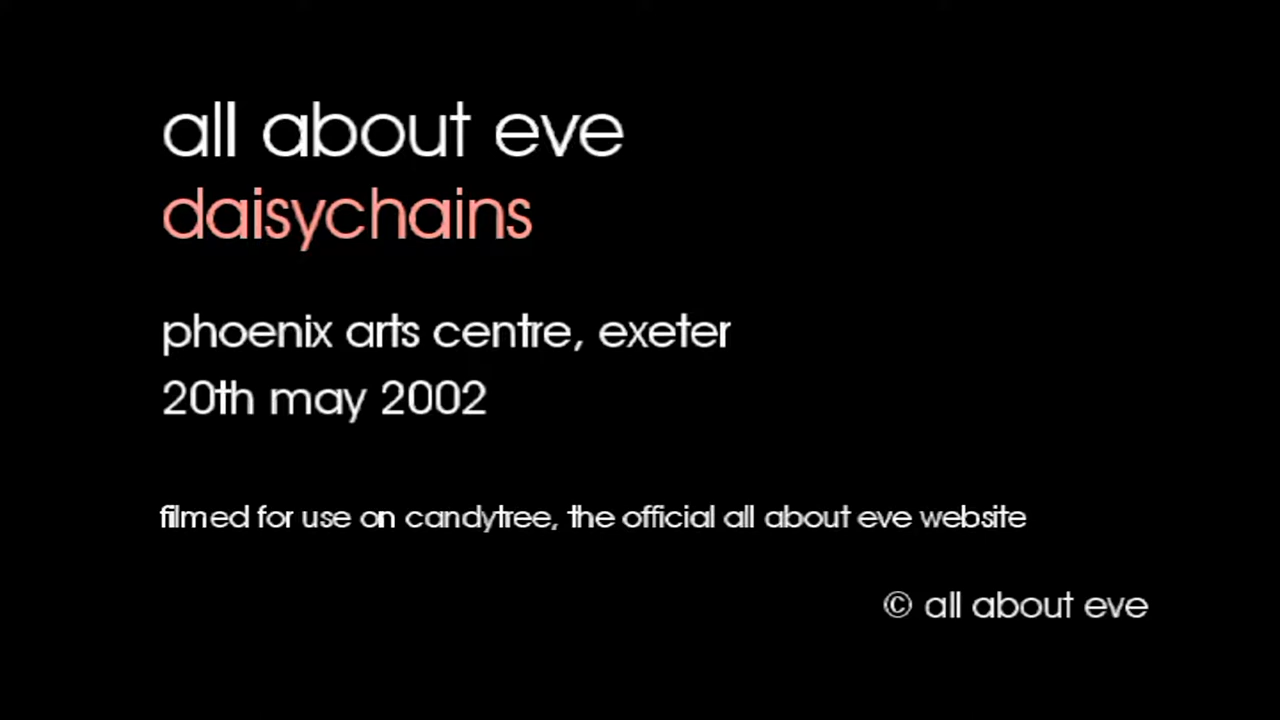 all about eve
daisychains
phoenix arts centre, exeter
20th may 2002
filmed for use on candytree, the official all about eve website
© all about eve